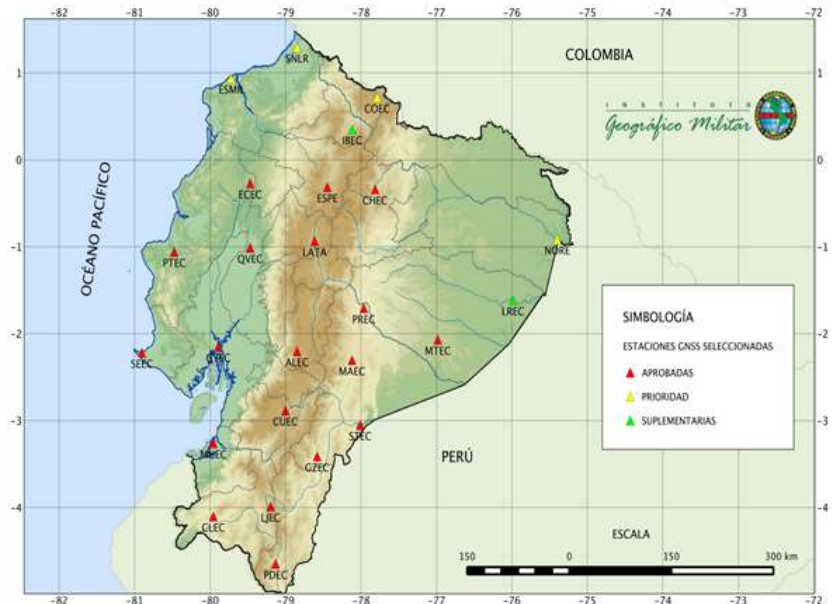 −82 −81 −80 −79 −78 −77 −76 −75 −74 −73 −72
1
0
−1
−2
−3
−4
COLOMBIA
INSTITUTO
Geográfico Militar
OCÉANO PACÍFICO
SNLR
ESMR
COEC
IBEC
ECEC
ESPE
CHEC
NORE
PTEC
QVEC
LATA
LREC
PREC
SEEC
ALEC
MAEC
MTEC
CUEC
STEC
GZEC
CLEC
LJEC
PDEC
PERÚ
SIMBOLOGÍA
ESTACIONES GNSS SELECCIONADAS
APROBADAS
PRIORIDAD
SUPLEMENTARIAS
ESCALA
150 0 150 300 km
1
0
−1
−2
−3
−4
−82 −81 −80 −79 −78 −77 −76 −75 −74 −73 −72